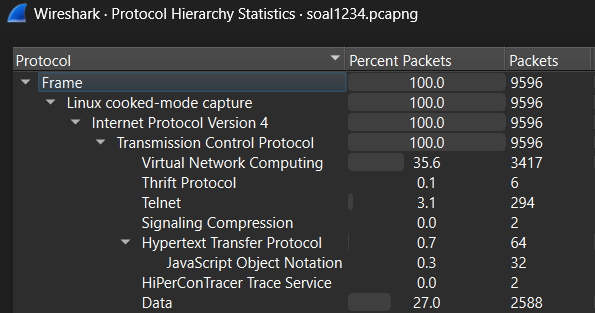 Wireshark · Protocol Hierarchy Statistics · soal1234.pcapng
Protocol Percent Packets Packets
Frame 100.0 9596
Linux cooked-mode capture 100.0 9596
Internet Protocol Version 4 100.0 9596
Transmission Control Protocol 100.0 9596
Virtual Network Computing 35.6 3417
Thrift Protocol 0.1 6
Telnet 3.1 294
Signaling Compression 0.0 2
Hypertext Transfer Protocol 0.7 64
JavaScript Object Notation 0.3 32
HiPerConTracer Trace Service 0.0 2
Data 27.0 2588